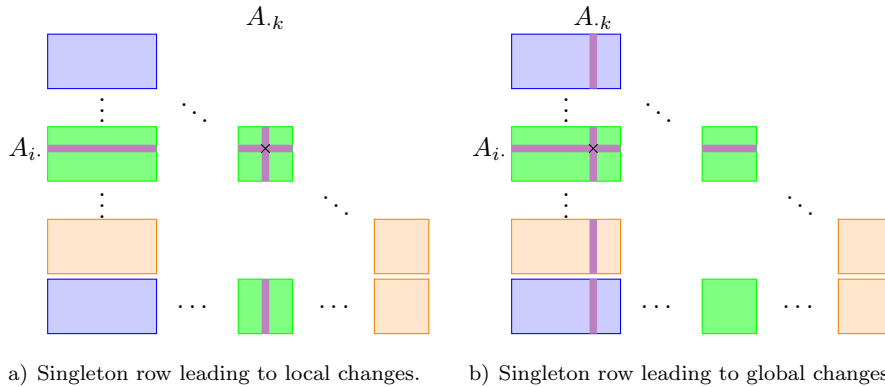 A·k
A·k
Ai·
Ai·
a) Singleton row leading to local changes.
b) Singleton row leading to global changes